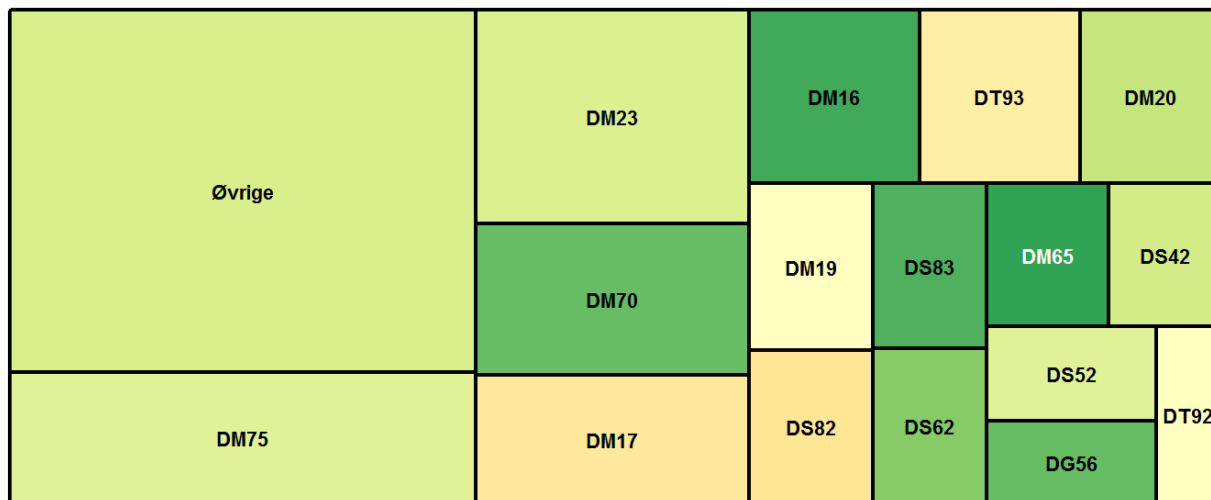 Øvrige
DM75
DM23
DM70
DM17
DM16
DT93
DM20
DM19
DS83
DM65
DS42
DS82
DS62
DS52
DG56
DT92